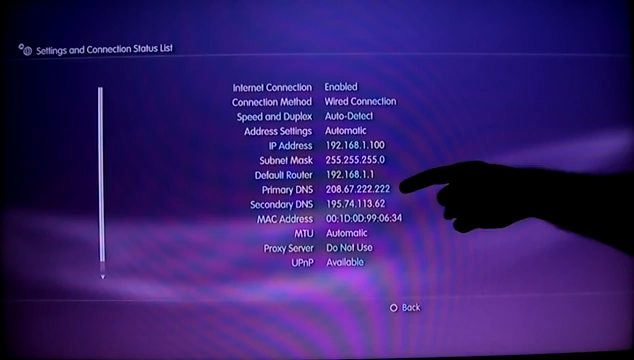 Settings and Connection Status List
Internet Connection Enabled
Connection Method Wired Connection
Speed and Duplex Auto-Detect
Address Settings Automatic
IP Address 192.168.1.100
Subnet Mask 255.255.255.0
Default Router 192.168.1.1
Primary DNS 208.67.222.222
Secondary DNS 195.74.113.62
MAC Address 00:1D:0D:99:06:34
MTU Automatic
Proxy Server Do Not Use
UPnP Available
Back